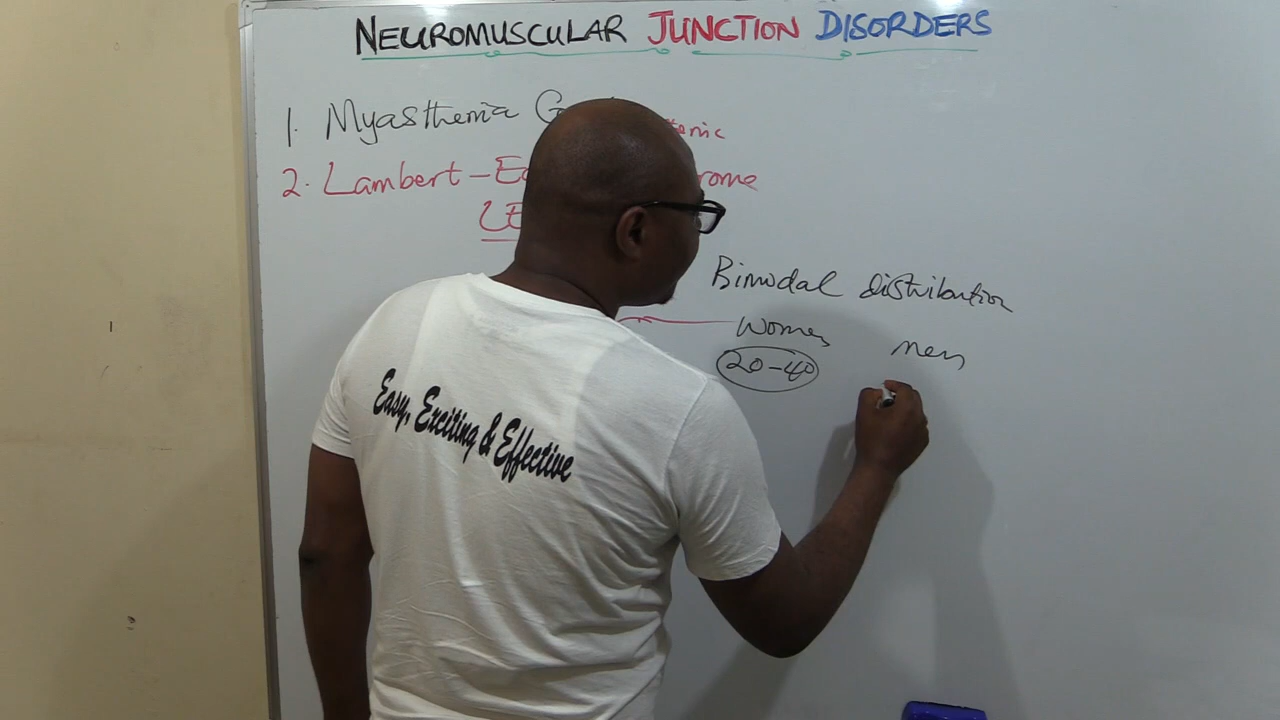 NEUROMUSCULAR JUNCTION DISORDERS
1. Myasthenia
2. Lambert-
Bimodal distribution
Women Men
20-40
Easy, Exciting & Effective